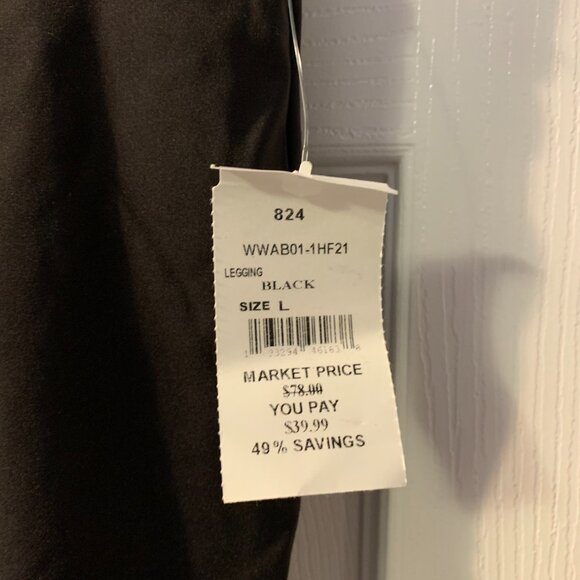 824
WWAB01-1HF21
LEGGING
BLACK
SIZE L
MARKET PRICE
$78.00
YOU PAY
$39.99
49% SAVINGS